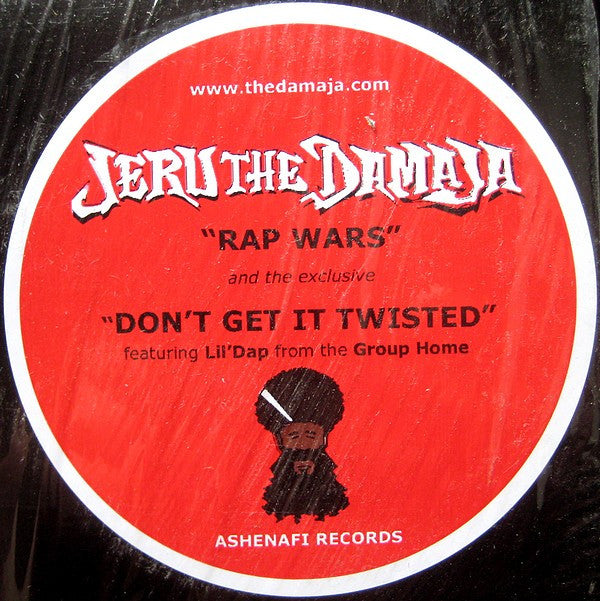 www.thedamaja.com
JERU THE DAMAJA
"RAP WARS"
and the exclusive
"DON'T GET IT TWISTED"
featuring Lil'Dap from the Group Home
ASHENAFI RECORDS